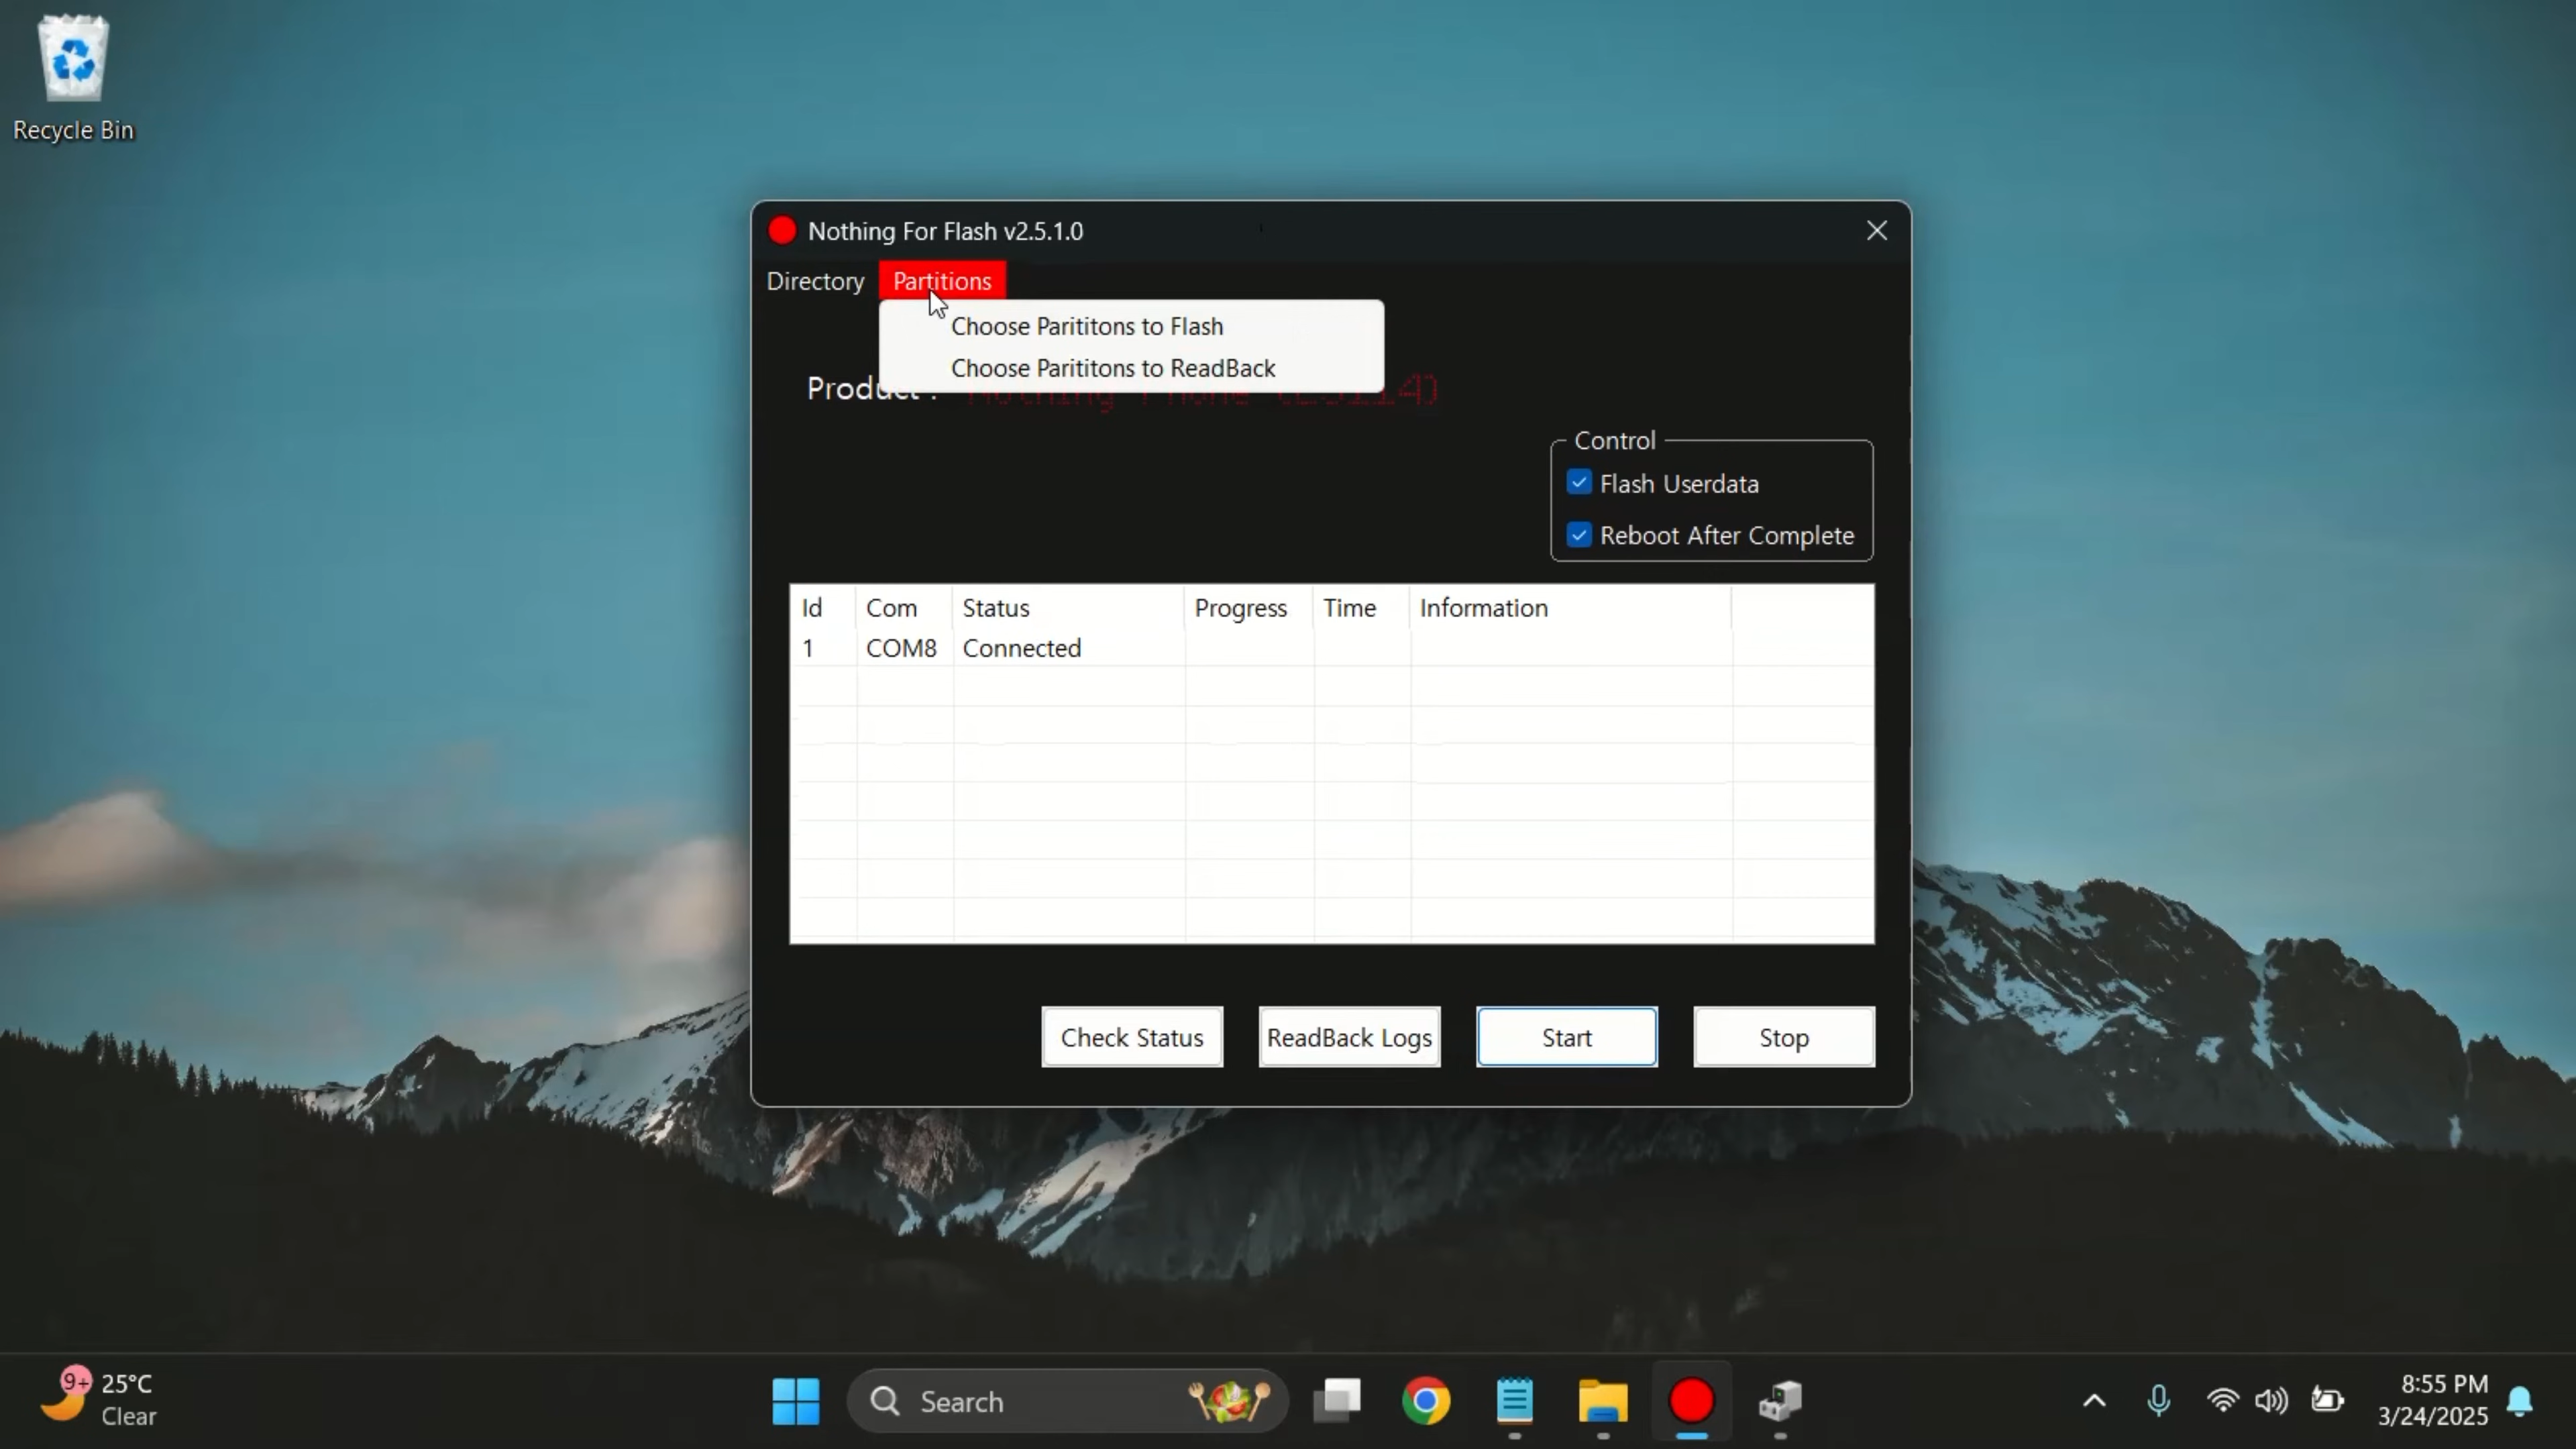 Recycle Bin
Nothing For Flash v2.5.1.0
Directory
Partitions
Choose Parititons to Flash
Choose Parititons to ReadBack
Product :
Control
Flash Userdata
Reboot After Complete
Id Com Status Progress Time Information
1 COM8 Connected
Check Status
ReadBack Logs
Start
Stop
9+
25°C
Clear
Search
8:55 PM
3/24/2025